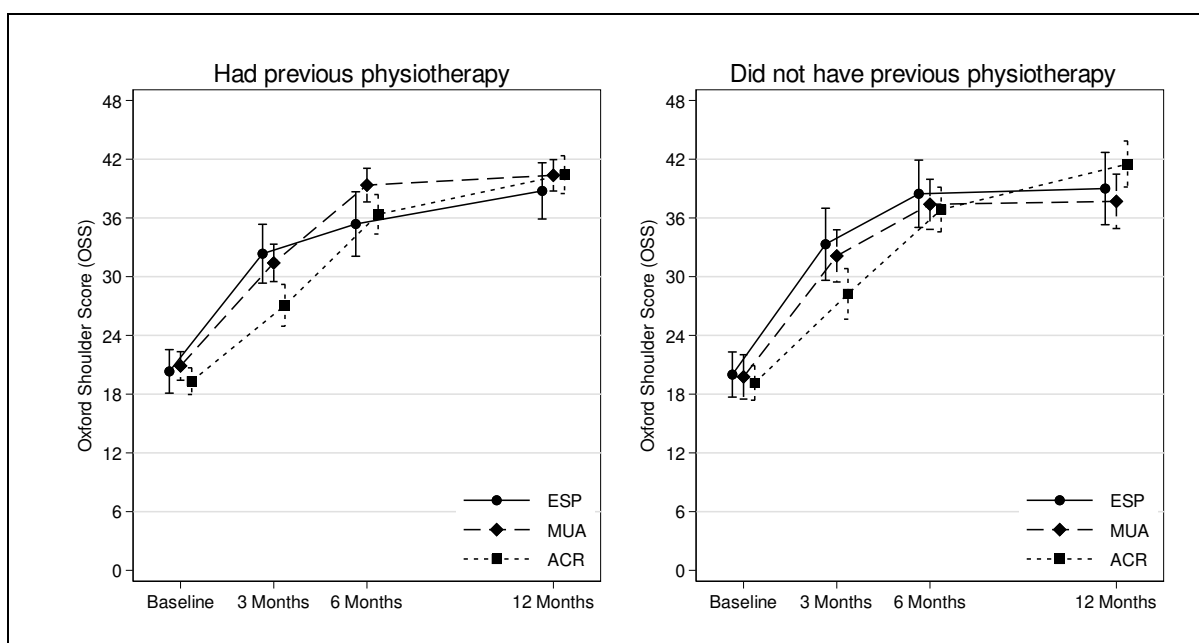 Had previous physiotherapy
Oxford Shoulder Score (OSS)
48
42
36
30
24
18
12
6
0
ESP
MUA
ACR
Baseline 3 Months 6 Months 12 Months
Did not have previous physiotherapy
Oxford Shoulder Score (OSS)
48
42
36
30
24
18
12
6
0
ESP
MUA
ACR
Baseline 3 Months 6 Months 12 Months